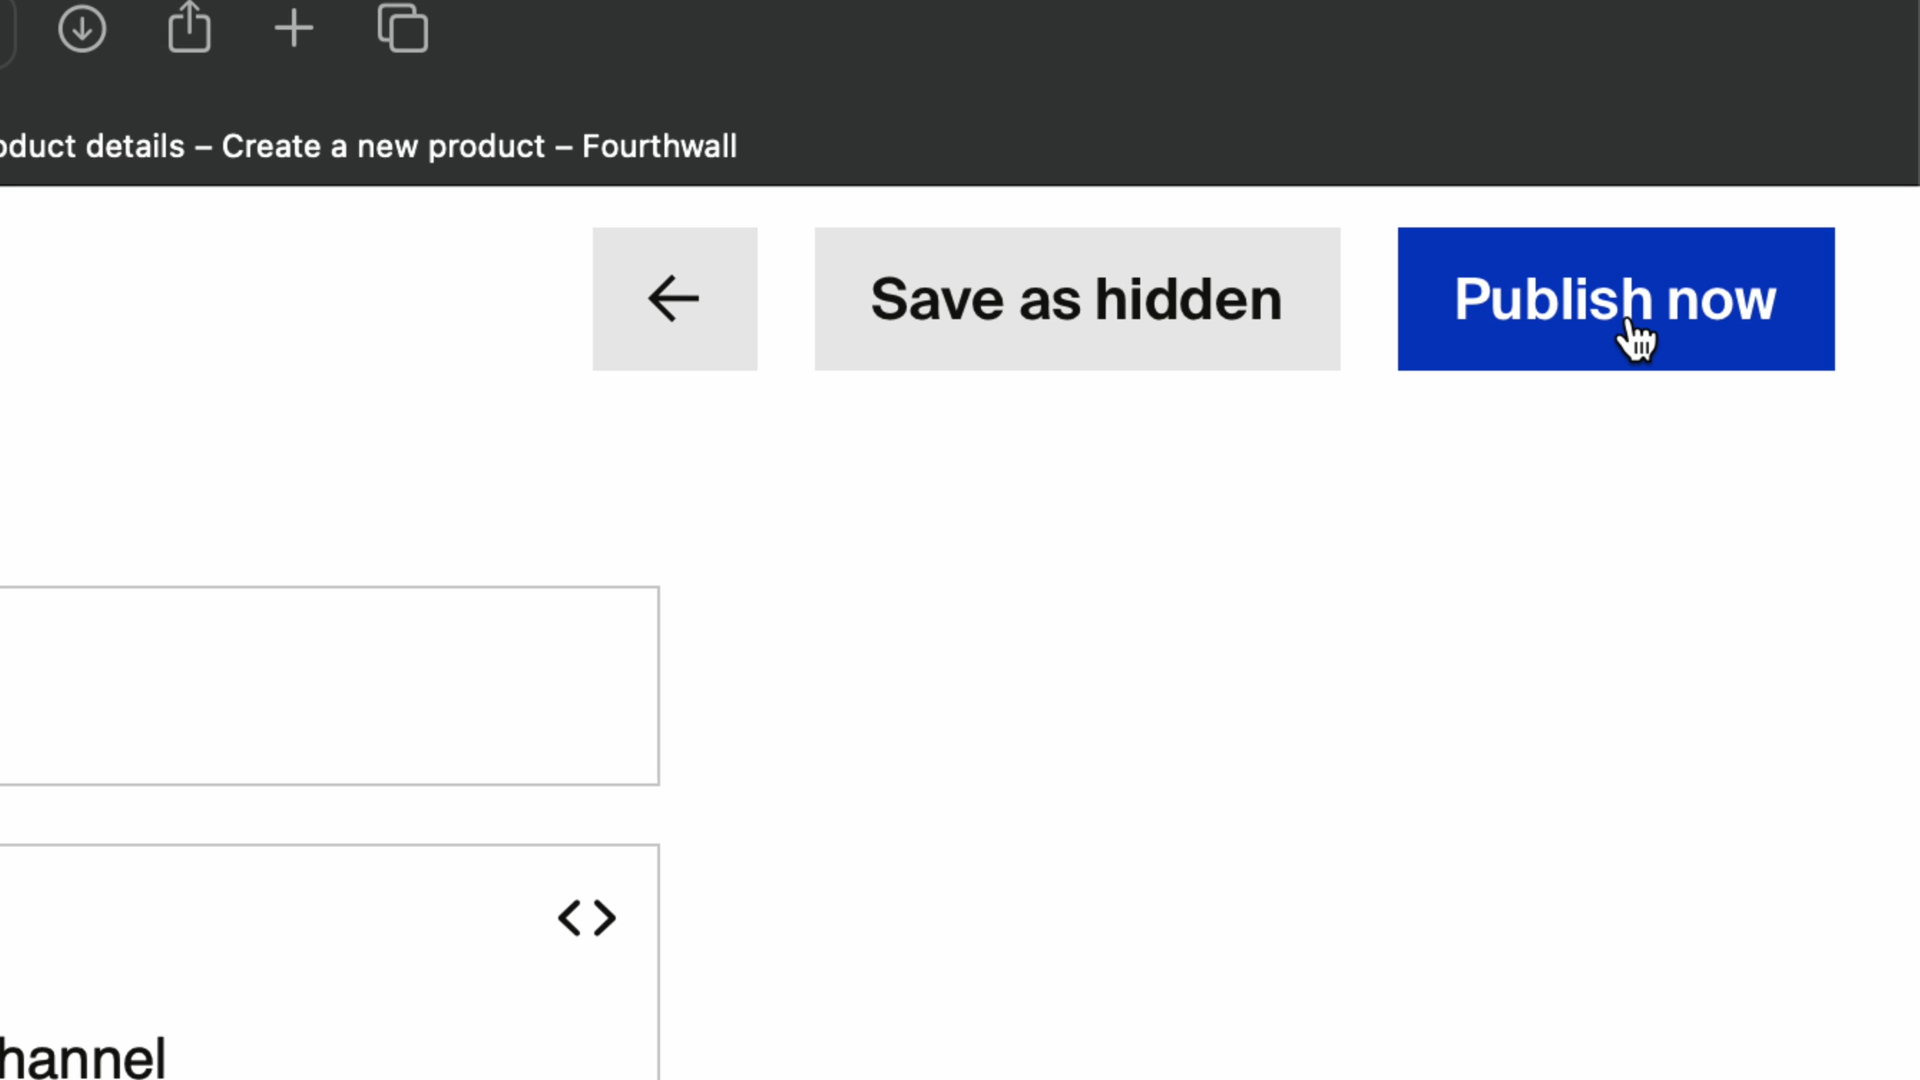 oduct details – Create a new product – Fourthwall
Save as hidden
Publish now
hannel